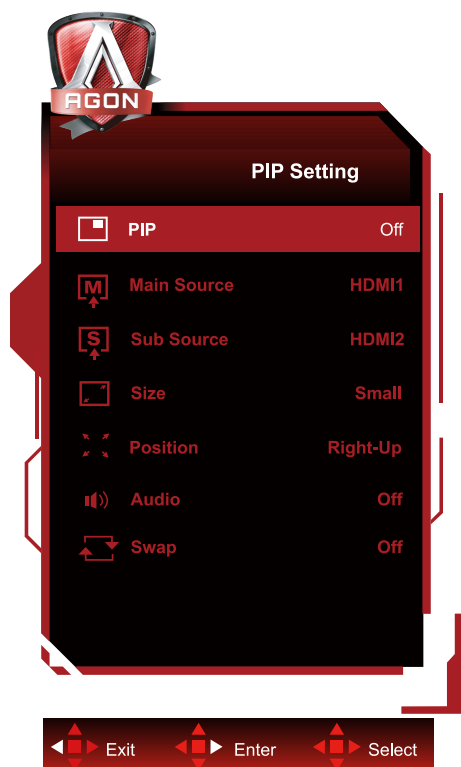 AGON
PIP Setting
PIP Off
M Main Source HDMI1
S Sub Source HDMI2
Size Small
Position Right-Up
Audio Off
Swap Off
Exit Enter Select